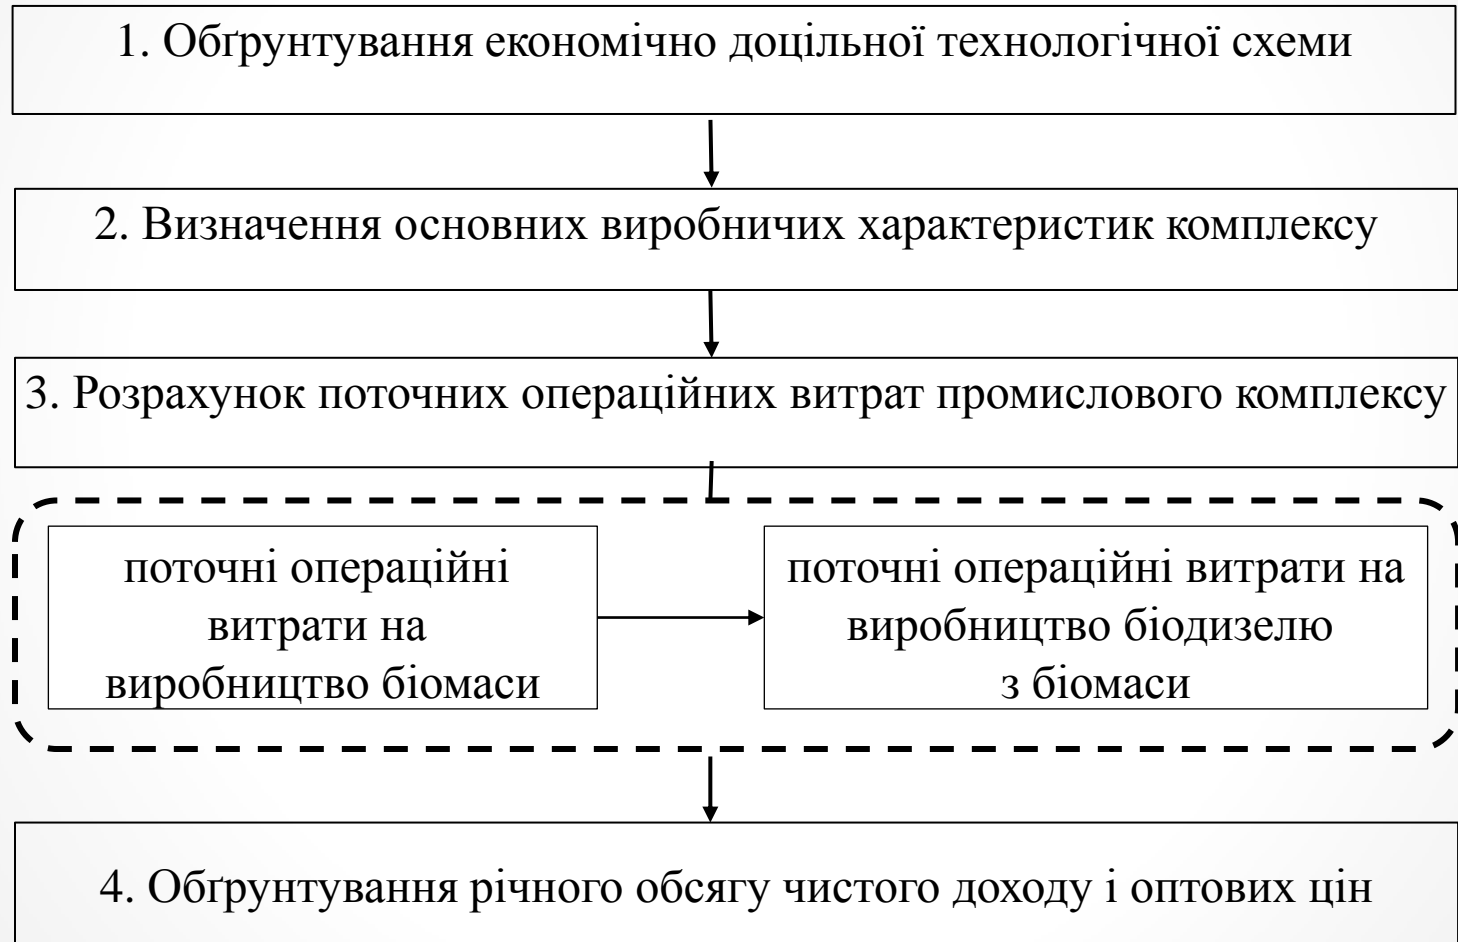 1. Обґрунтування економічно доцільної технологічної схеми
2. Визначення основних виробничих характеристик комплексу
3. Розрахунок поточних операційних витрат промислового комплексу
поточні операційні
витрати на
виробництво біомаси
поточні операційні витрати на
виробництво біодизелю
з біомаси
4. Обґрунтування річного обсягу чистого доходу і оптових цін